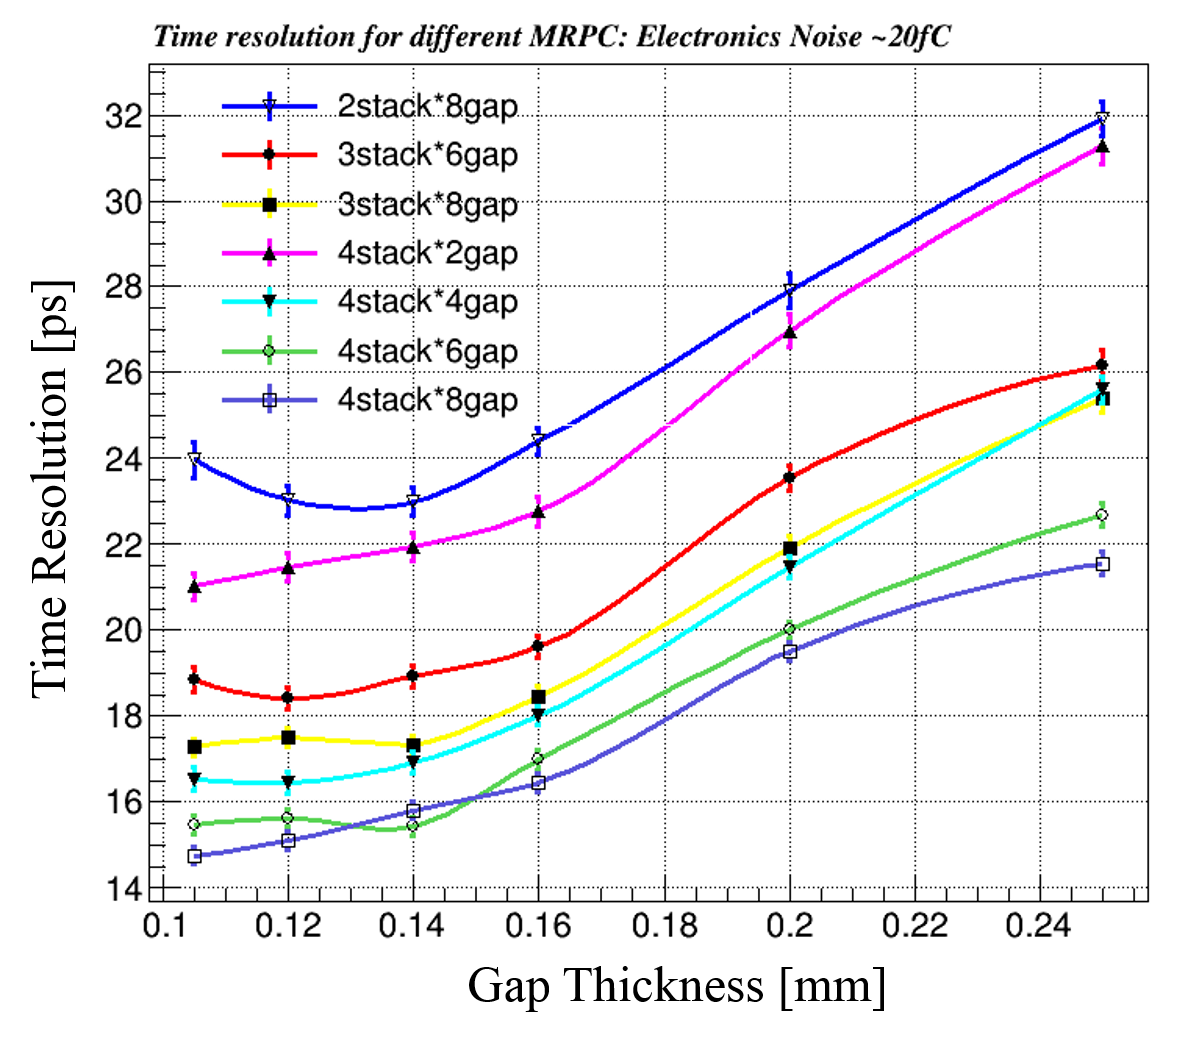 Time resolution for different MRPC: Electronics Noise ~20fC
2stack*8gap
3stack*6gap
3stack*8gap
4stack*2gap
4stack*4gap
4stack*6gap
4stack*8gap
32
30
28
26
24
22
20
18
16
14
Time Resolution [ps]
0.1 0.12 0.14 0.16 0.18 0.2 0.22 0.24
Gap Thickness [mm]